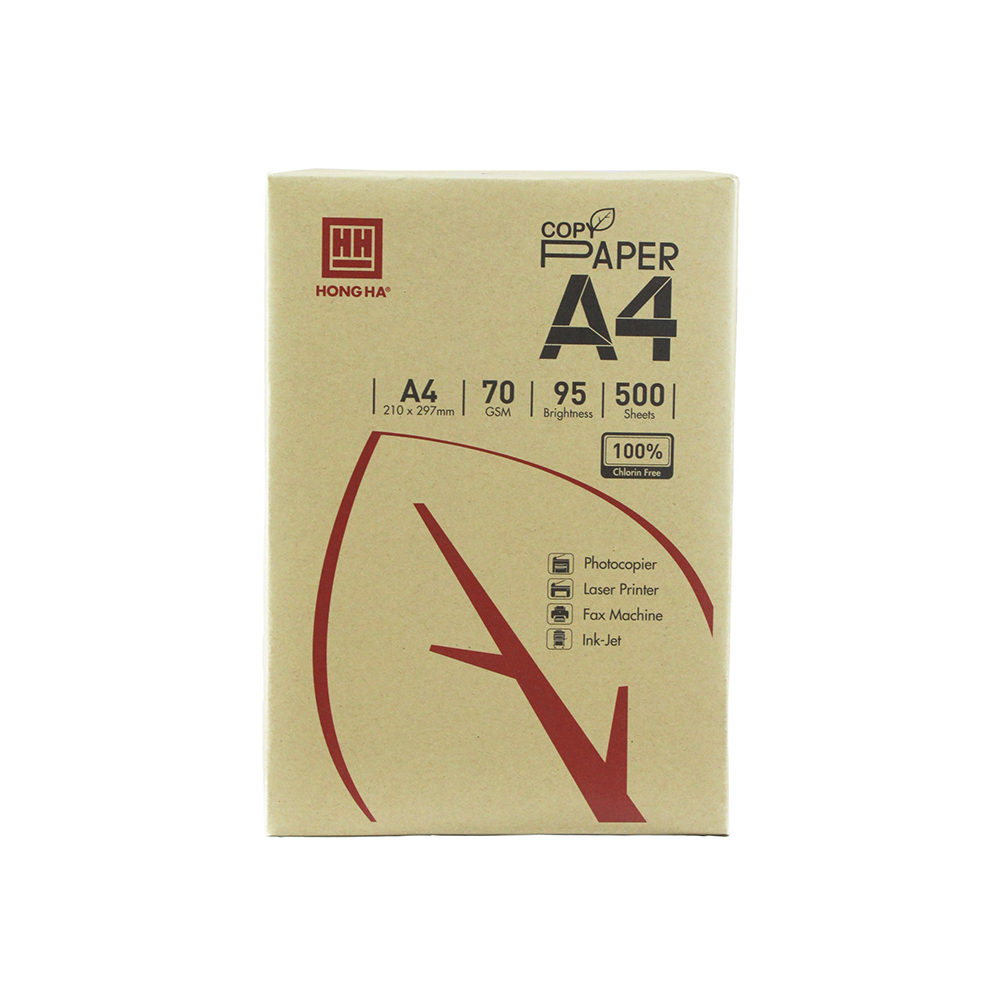 HH
HONG HA®
COPY
PAPER
A4
A4
210 x 297mm
70
GSM
95
Brightness
500
Sheets
100%
Chlorin Free
Photocopier
Laser Printer
Fax Machine
Ink-Jet